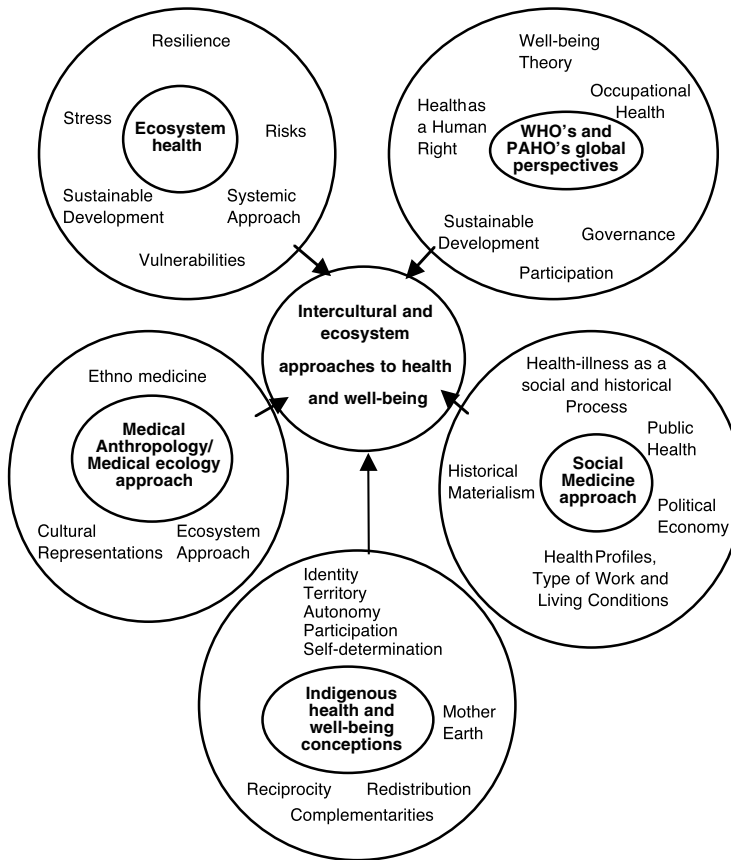 Resilience
Stress
Ecosystem
health
Risks
Sustainable
Development
Systemic
Approach
Vulnerabilities
Well-being
Theory
Occupational
Health
Health as
a Human
Right
WHO's and
PAHO's global
perspectives
Sustainable
Development
Governance
Participation
Intercultural and
ecosystem
approaches to health
and well-being
Ethno medicine
Medical
Anthropology/
Medical ecology
approach
Cultural
Representations
Ecosystem
Approach
Health-illness as a
social and historical
Process
Public
Health
Historical
Materialism
Social
Medicine
approach
Political
Economy
Health Profiles,
Type of Work and
Living Conditions
Identity
Territory
Autonomy
Participation
Self-determination
Indigenous
health and
well-being
conceptions
Mother
Earth
Reciprocity
Redistribution
Complementarities